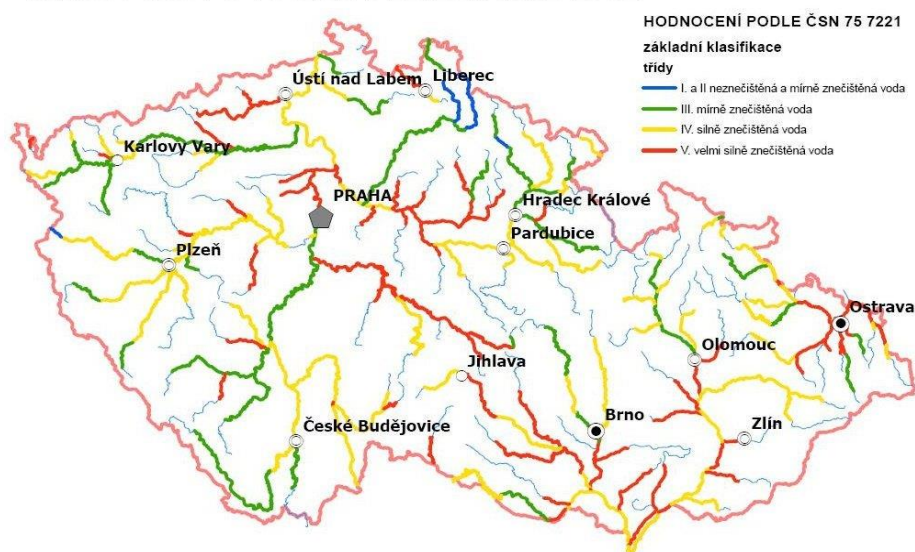 HODNOCENÍ PODLE ČSN 75 7221
základní klasifikace
třídy
I. a II neznečištěná a mírně znečištěná voda
III. mírně znečištěná voda
IV. silně znečištěná voda
V. velmi silně znečištěná voda
Ústí nad Labem
Liberec
Karlovy Vary
PRAHA
Hradec Králové
Pardubice
Plzeň
Ostrava
Olomouc
Jihlava
Brno
Zlín
České Budějovice